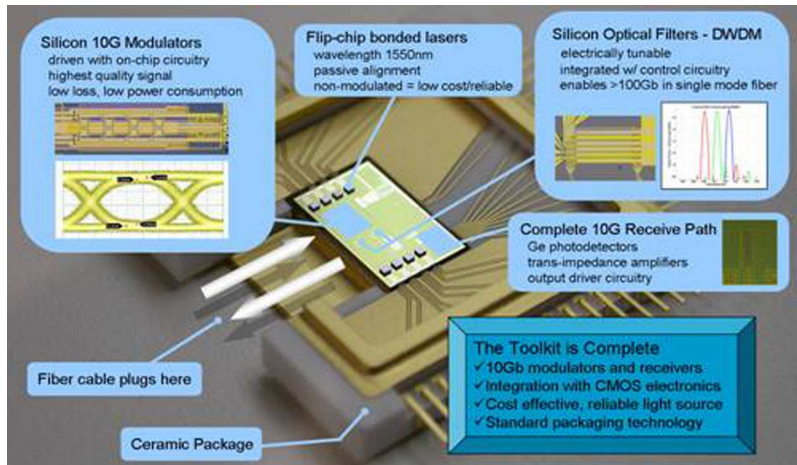 Silicon 10G Modulators
driven with on-chip circuitry
highest quality signal
low loss, low power consumption
Flip-chip bonded lasers
wavelength 1550nm
passive alignment
non-modulated = low cost/reliable
Silicon Optical Filters - DWDM
electrically tunable
integrated w/ control circuitry
enables >100Gb in single mode fiber
Complete 10G Receive Path
Ge photodetectors
trans-impedance amplifiers
output driver circuitry
Fiber cable plugs here
Ceramic Package
The Toolkit is Complete
✓10Gb modulators and receivers
✓Integration with CMOS electronics
✓Cost effective, reliable light source
✓Standard packaging technology